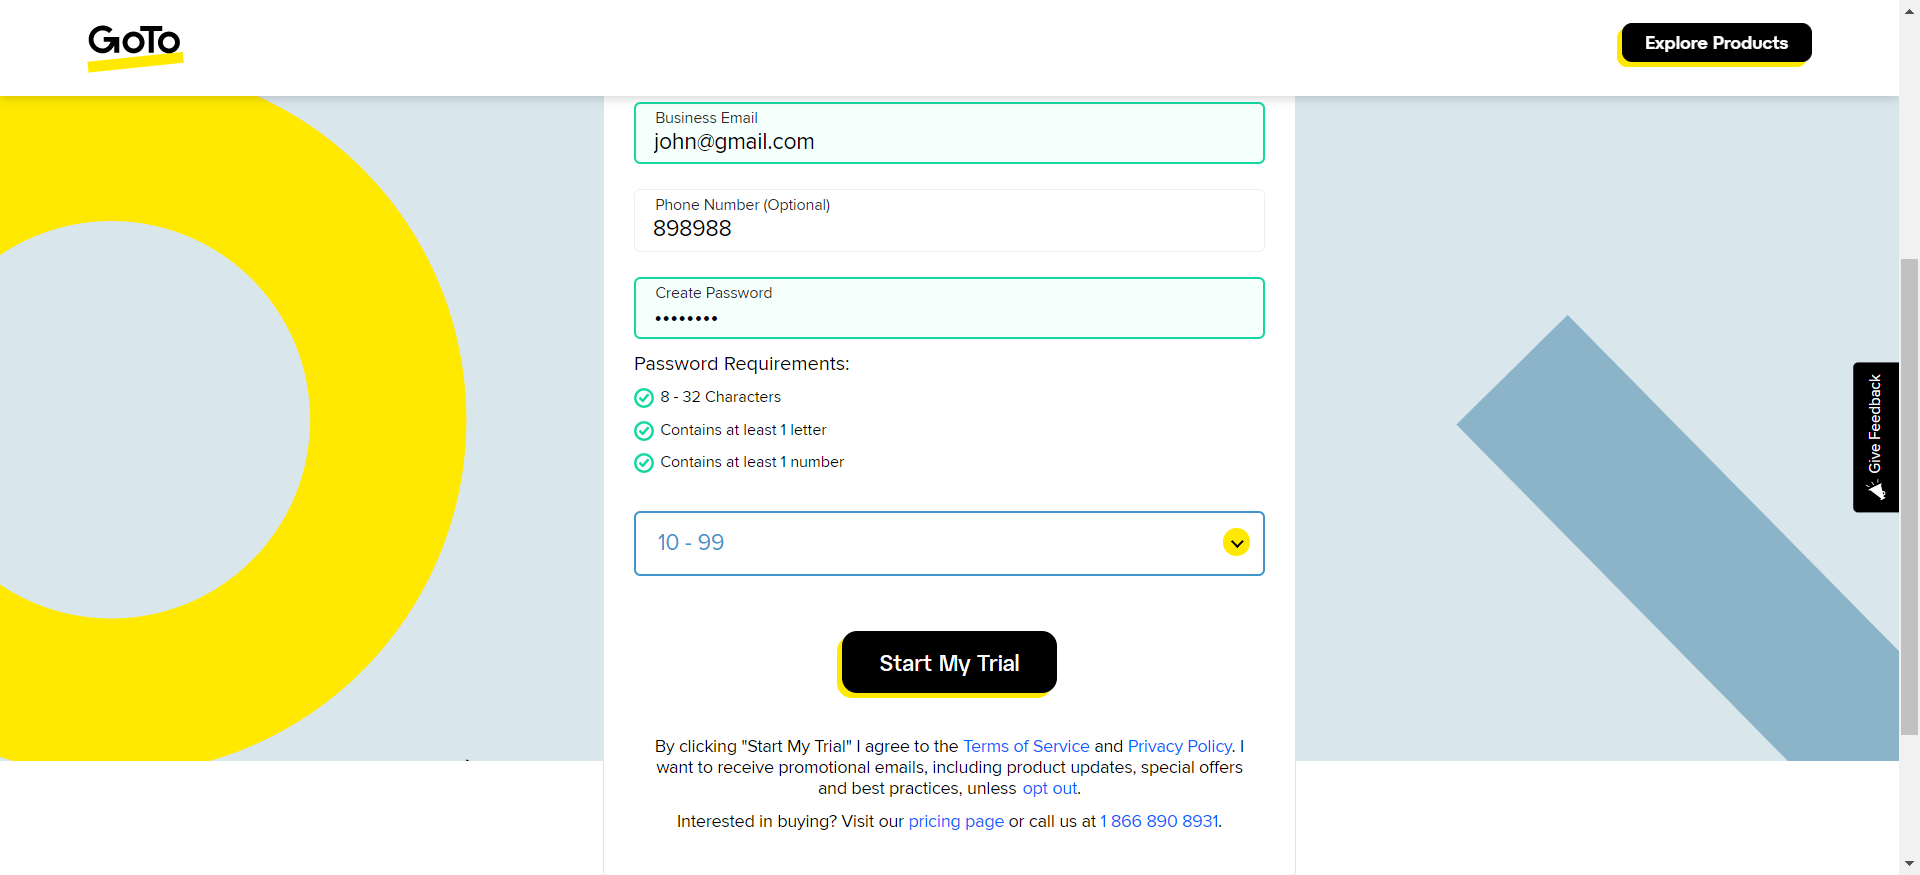 GoTo
Explore Products
Business Email
john@gmail.com
Phone Number (Optional)
898988
Create Password
••••••••
Password Requirements:
8 - 32 Characters
Contains at least 1 letter
Contains at least 1 number
10 - 99
Give Feedback
Start My Trial
By clicking "Start My Trial" I agree to the Terms of Service and Privacy Policy. I
want to receive promotional emails, including product updates, special offers
and best practices, unless opt out.
Interested in buying? Visit our pricing page or call us at 1 866 890 8931.